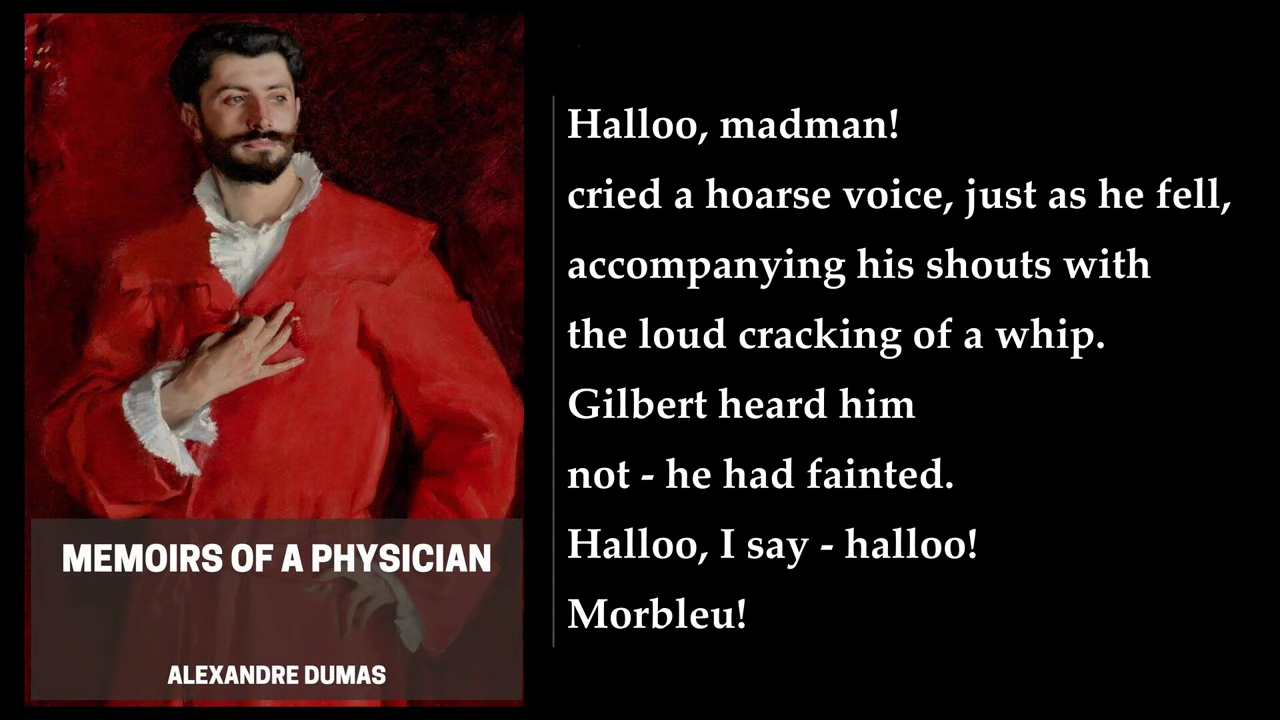 MEMOIRS OF A PHYSICIAN
ALEXANDRE DUMAS
Halloo, madman!
cried a hoarse voice, just as he fell,
accompanying his shouts with
the loud cracking of a whip.
Gilbert heard him
not - he had fainted.
Halloo, I say - halloo!
Morbleu!